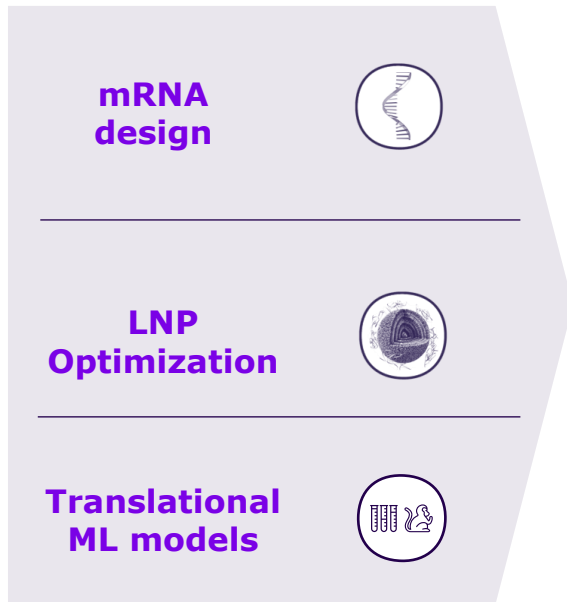 mRNA
design
LNP
Optimization
Translational
ML models